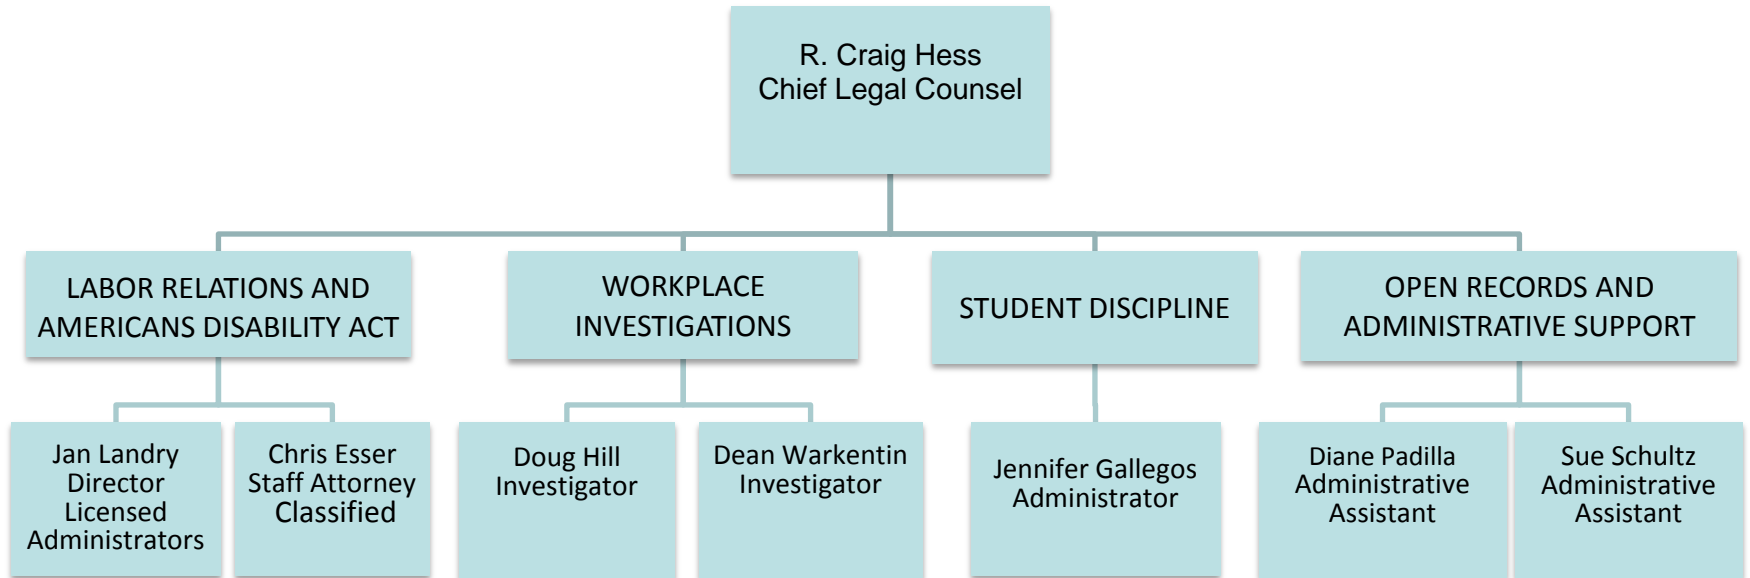 R. Craig Hess
Chief Legal Counsel
LABOR RELATIONS AND
AMERICANS DISABILITY ACT
WORKPLACE
INVESTIGATIONS
STUDENT DISCIPLINE
OPEN RECORDS AND
ADMINISTRATIVE SUPPORT
Jan Landry
Director
Licensed
Administrators
Chris Esser
Staff Attorney
Classified
Doug Hill
Investigator
Dean Warkentin
Investigator
Jennifer Gallegos
Administrator
Diane Padilla
Administrative
Assistant
Sue Schultz
Administrative
Assistant